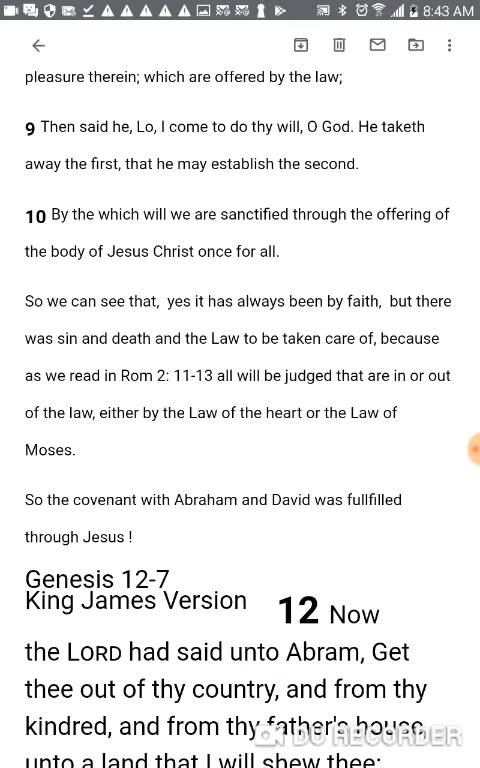 8:43 AM
pleasure therein; which are offered by the law;
9 Then said he, Lo, I come to do thy will, O God. He taketh
away the first, that he may establish the second.
10 By the which will we are sanctified through the offering of
the body of Jesus Christ once for all.
So we can see that, yes it has always been by faith, but there
was sin and death and the Law to be taken care of, because
as we read in Rom 2: 11-13 all will be judged that are in or out
of the law, either by the Law of the heart or the Law of
Moses.
So the covenant with Abraham and David was fullfilled
through Jesus !
Genesis 12-7
King James Version 12 Now
the LORD had said unto Abram, Get
thee out of thy country, and from thy
kindred, and from thy father's house,
unto a land that I will shew thee:
DU RECORDER